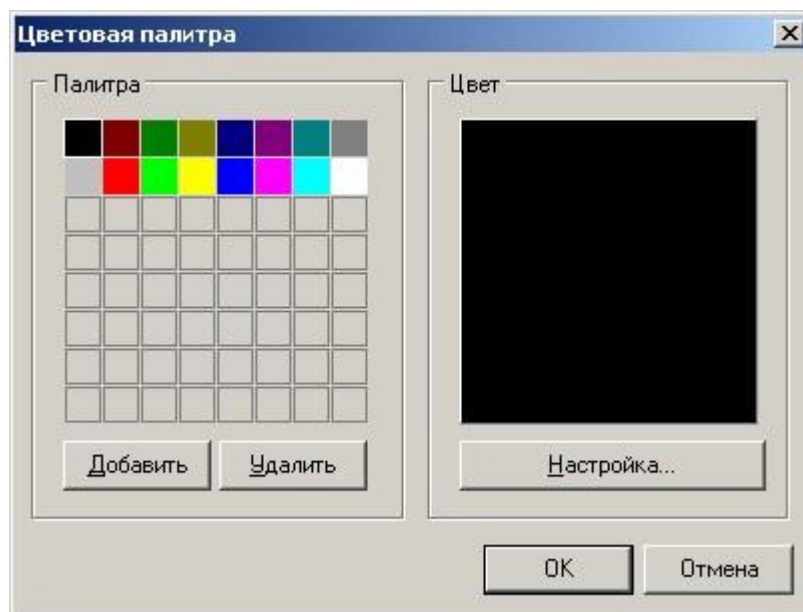 Цветовая палитра
Палитра
Цвет
Добавить
Удалить
Настройка...
OK
Отмена